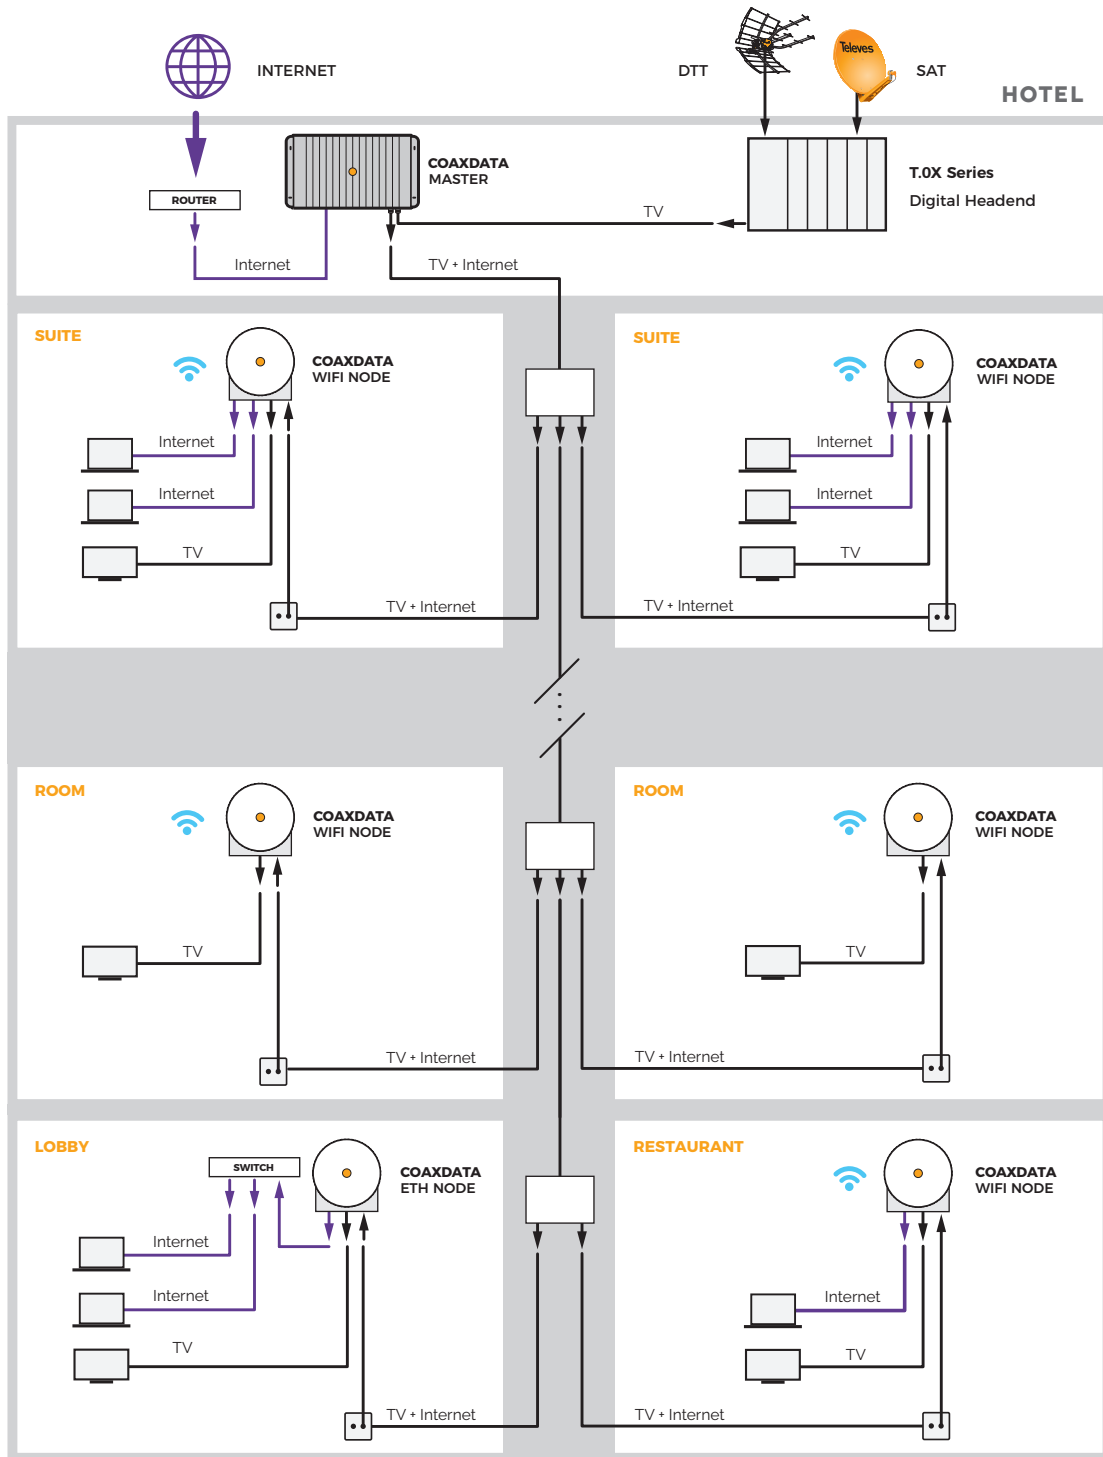 INTERNET
DTT
Televes
SAT
HOTEL
COAXDATA
MASTER
T.0X Series
Digital Headend
ROUTER
TV
Internet
TV + Internet
SUITE
COAXDATA
WIFI NODE
Internet
Internet
TV
TV + Internet
SUITE
COAXDATA
WIFI NODE
Internet
Internet
TV
TV + Internet
ROOM
COAXDATA
WIFI NODE
TV
TV + Internet
ROOM
COAXDATA
WIFI NODE
TV
TV + Internet
LOBBY
SWITCH
COAXDATA
ETH NODE
Internet
Internet
TV
TV + Internet
RESTAURANT
COAXDATA
WIFI NODE
Internet
TV
TV + Internet